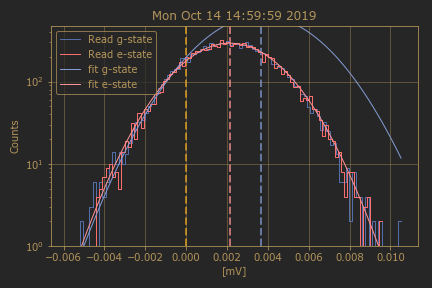 Mon Oct 14 14:59:59 2019
Read g-state
Read e-state
fit g-state
fit e-state
Counts
10²
10¹
10⁰
−0.006 −0.004 −0.002 0.000 0.002 0.004 0.006 0.008 0.010
[mV]